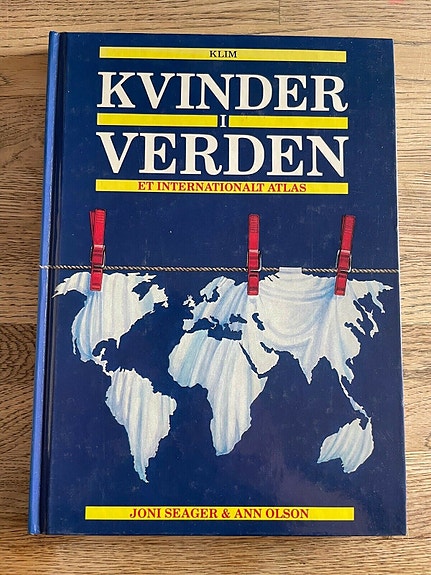 KLIM
KVINDER
I
VERDEN
ET INTERNATIONALT ATLAS
JONI SEAGER & ANN OLSON